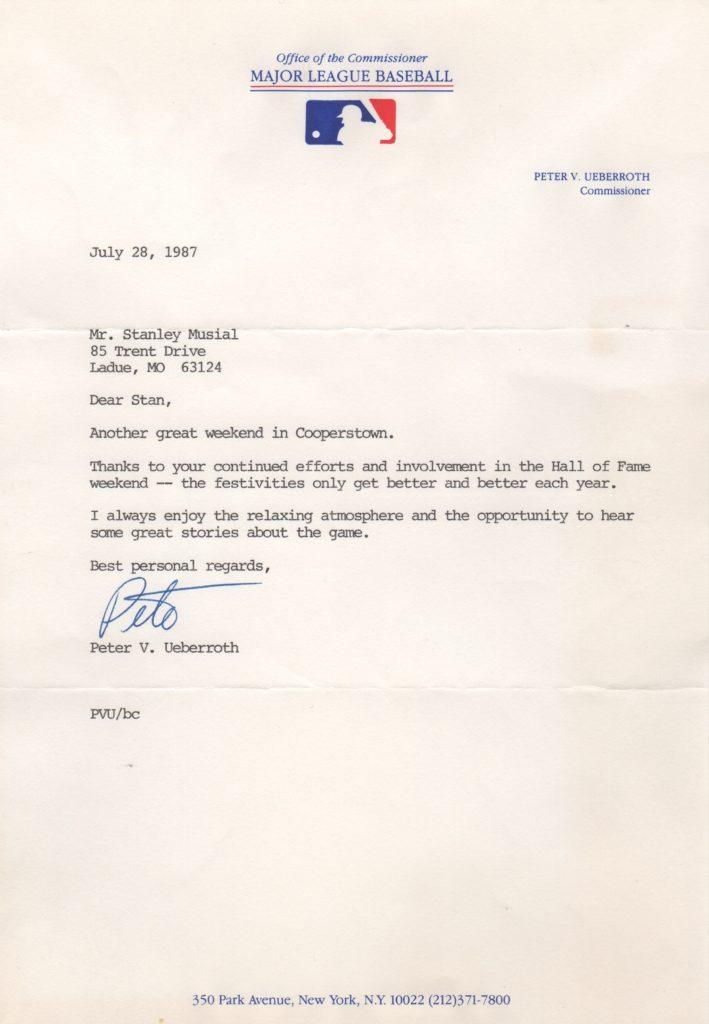 Office of the Commissioner
MAJOR LEAGUE BASEBALL
PETER V. UEBERROTH
Commissioner
July 28, 1987
Mr. Stanley Musial
85 Trent Drive
Ladue, MO  63124
Dear Stan,
Another great weekend in Cooperstown.
Thanks to your continued efforts and involvement in the Hall of Fame
weekend -- the festivities only get better and better each year.
I always enjoy the relaxing atmosphere and the opportunity to hear
some great stories about the game.
Best personal regards,
Pete
Peter V. Ueberroth
PVU/bc
350 Park Avenue, New York, N.Y. 10022 (212)371-7800